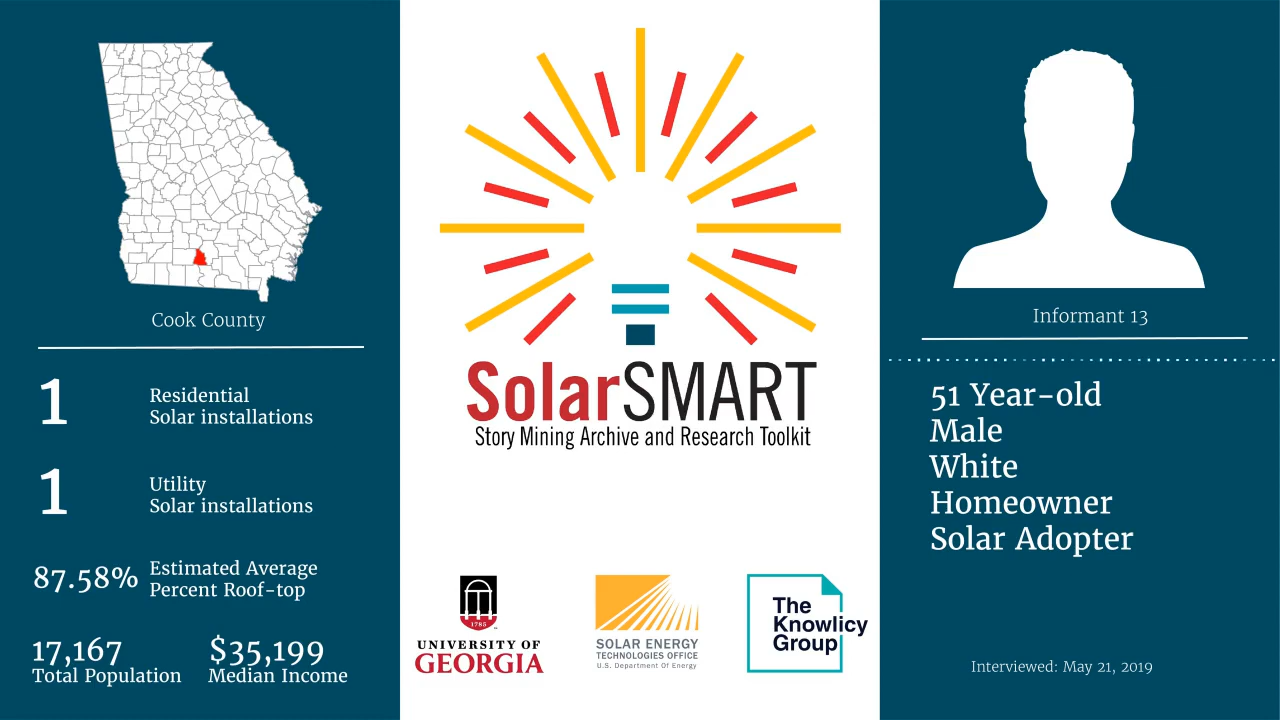 Cook County
1
Residential
Solar installations
1
Utility
Solar installations
87.58%
Estimated Average
Percent Roof-top
17,167
Total Population
$35,199
Median Income
SolarSMART
Story Mining Archive and Research Toolkit
1785
UNIVERSITY OF
GEORGIA
SOLAR ENERGY
TECHNOLOGIES OFFICE
U.S. Department Of Energy
The
Knowlicy
Group
Informant 13
51 Year-old
Male
White
Homeowner
Solar Adopter
Interviewed: May 21, 2019